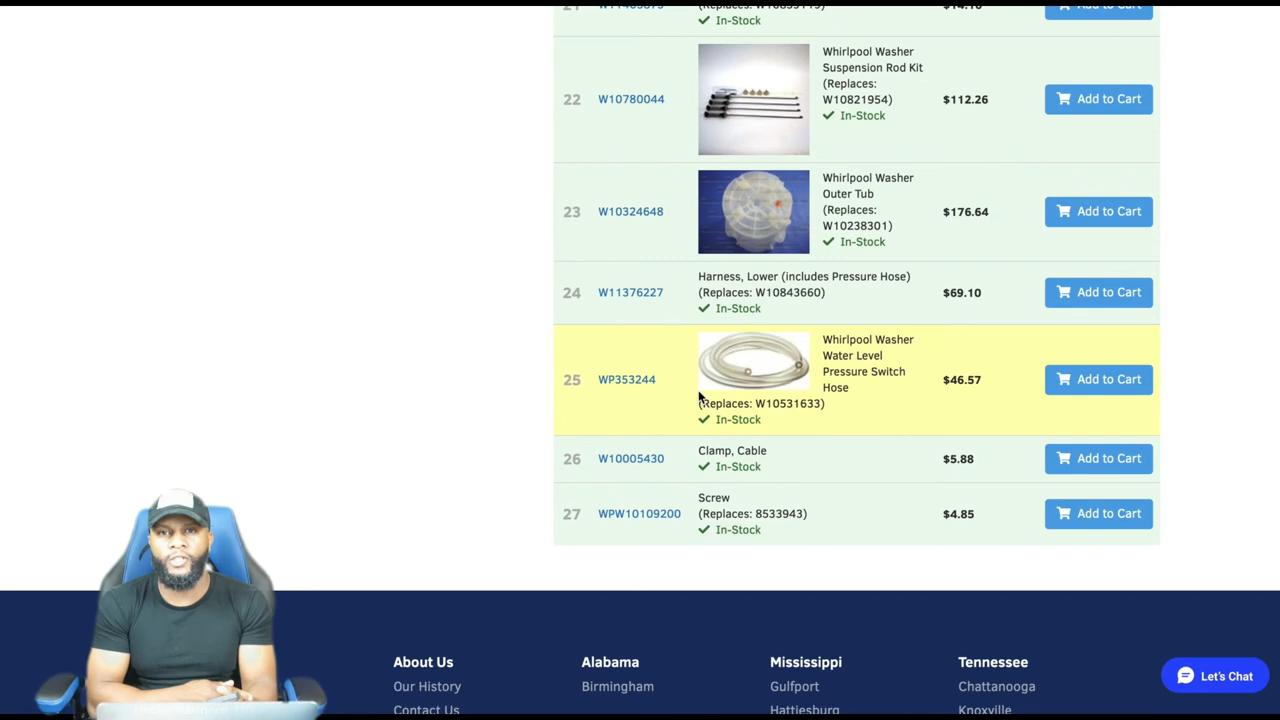 In-Stock
22
W10780044
Whirlpool Washer
Suspension Rod Kit
(Replaces:
W10821954)
In-Stock
$112.26
Add to Cart
23
W10324648
Whirlpool Washer
Outer Tub
(Replaces:
W10238301)
In-Stock
$176.64
Add to Cart
24
W11376227
Harness, Lower (includes Pressure Hose)
(Replaces: W10843660)
In-Stock
$69.10
Add to Cart
25
WP353244
Whirlpool Washer
Water Level
Pressure Switch
Hose
(Replaces: W10531633)
In-Stock
$46.57
Add to Cart
26
W10005430
Clamp, Cable
In-Stock
$5.88
Add to Cart
27
WPW10109200
Screw
(Replaces: 8533943)
In-Stock
$4.85
Add to Cart
About Us
Our History
Contact Us
Alabama
Birmingham
Mississippi
Gulfport
Hattiesburg
Tennessee
Chattanooga
Knoxville
Let's Chat